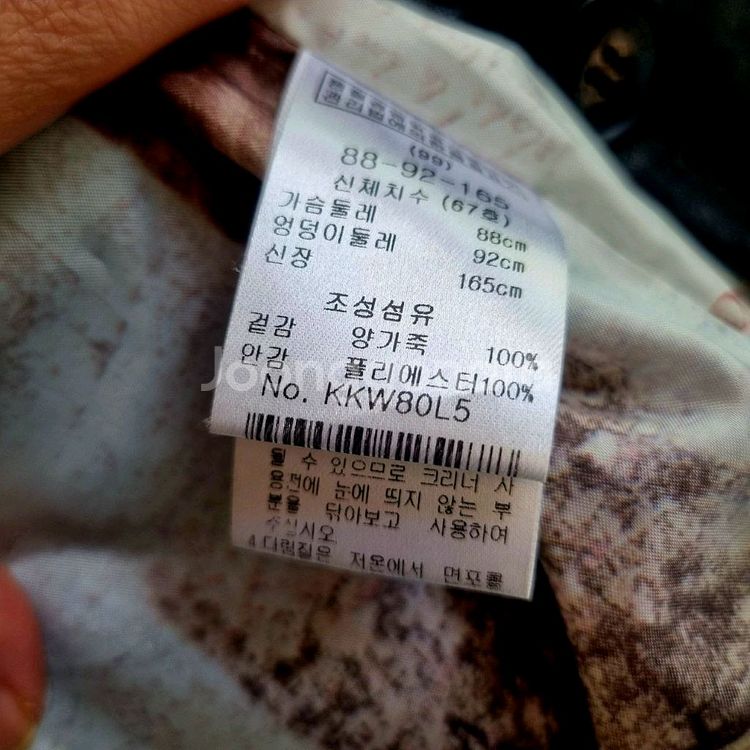 (99)
88-92-165
신체치수 (67호)
가슴둘레 88cm
엉덩이둘레 92cm
신장 165cm
조성섬유
겉감 양가죽 100%
안감 폴리에스터100%
No. KKW80L5
될 수 있으므로 크리너 사
용전에 눈에 띄지 않는 부
분을 닦아보고 사용하여
주십시오
4.다림질은 저온에서 면포를